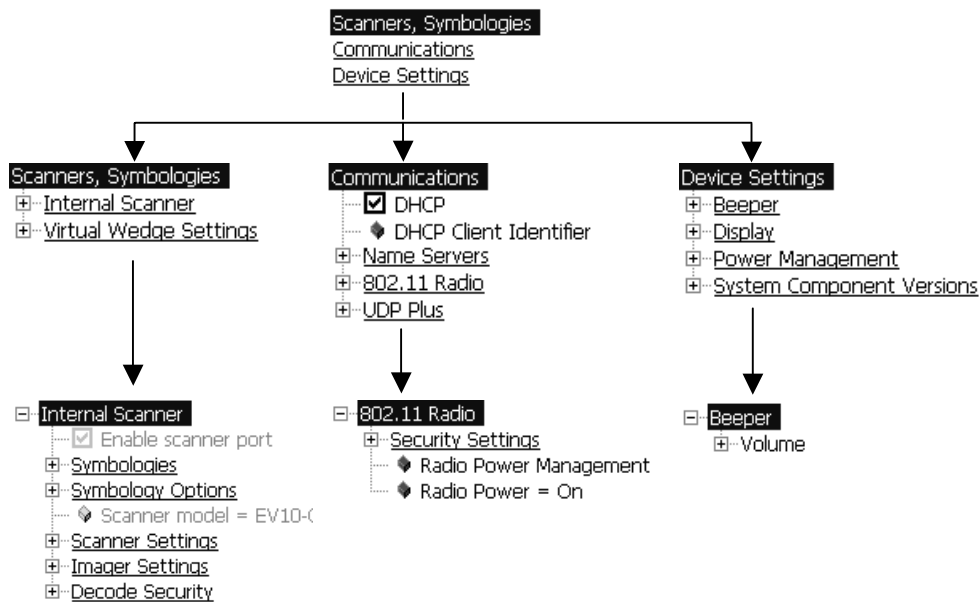 Scanners, Symbologies
Communications
Device Settings
Scanners, Symbologies
Internal Scanner
Virtual Wedge Settings
Communications
DHCP
DHCP Client Identifier
Name Servers
802.11 Radio
UDP Plus
Device Settings
Beeper
Display
Power Management
System Component Versions
Internal Scanner
Enable scanner port
Symbologies
Symbology Options
Scanner model = EV10-
Scanner Settings
Imager Settings
Decode Security
802.11 Radio
Security Settings
Radio Power Management
Radio Power = On
Beeper
Volume